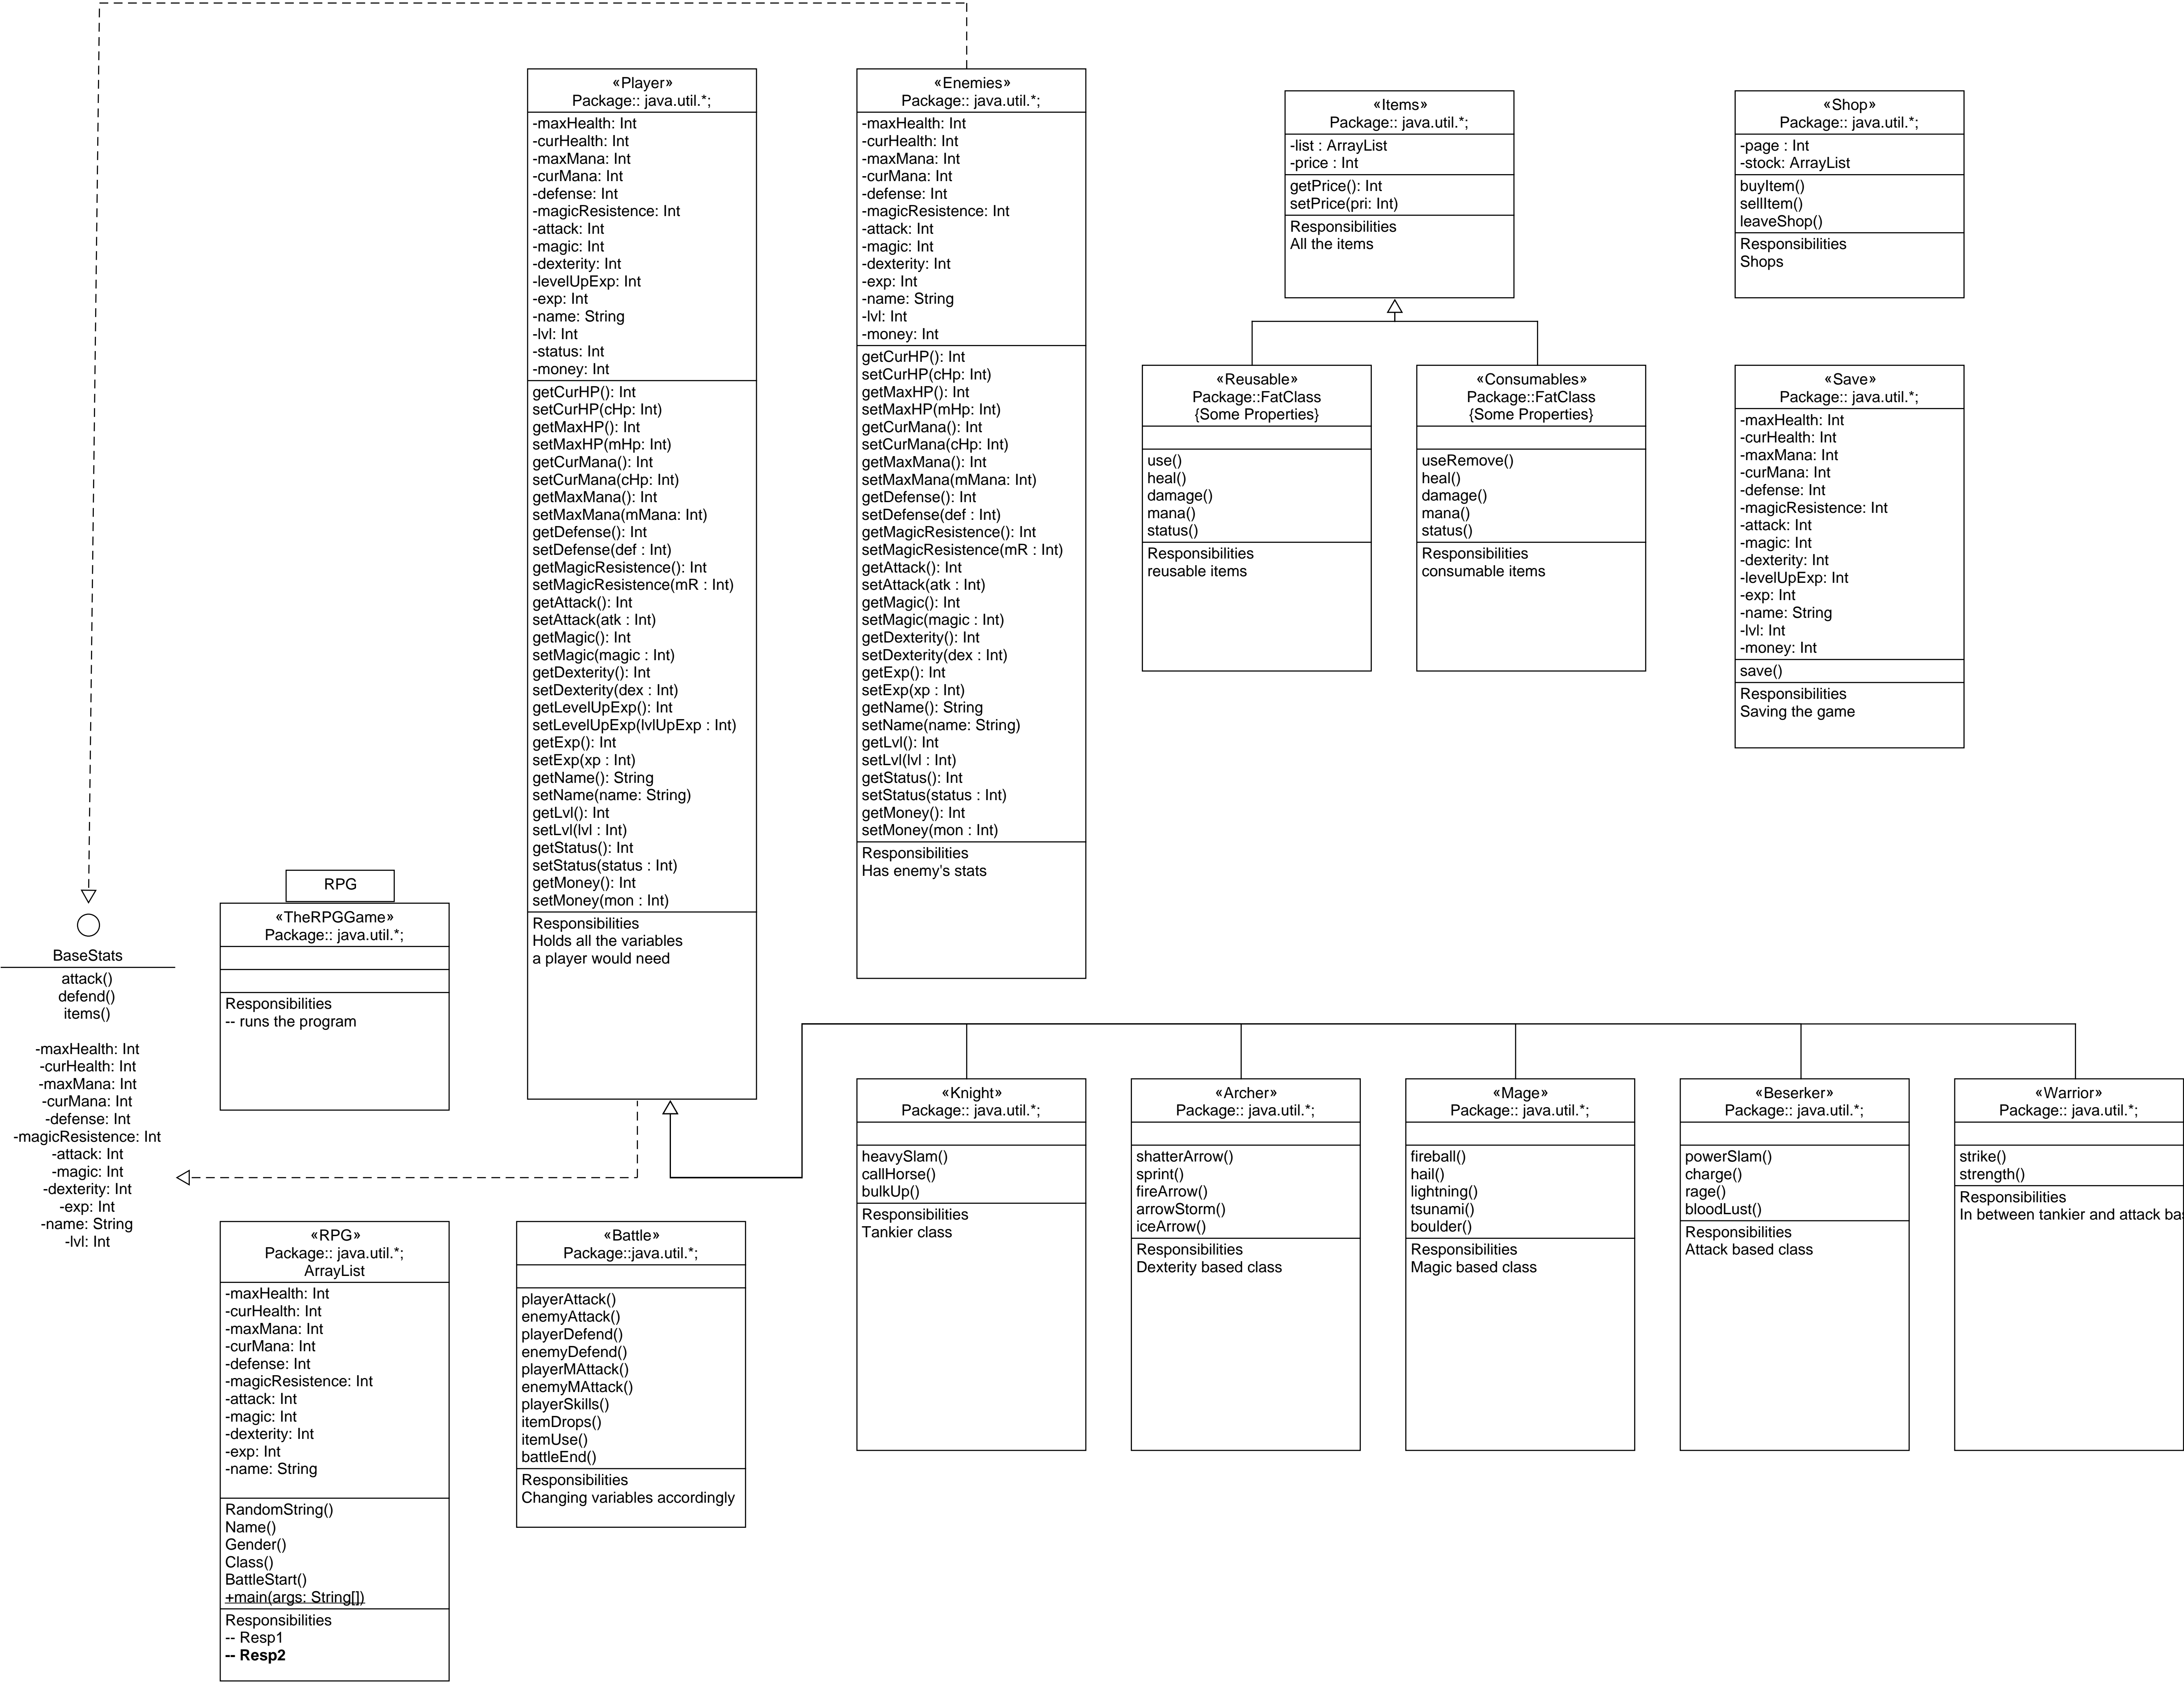 «Player»
Package:: java.util.*;
-maxHealth: Int
-curHealth: Int
-maxMana: Int
-curMana: Int
-defense: Int
-magicResistence: Int
-attack: Int
-magic: Int
-dexterity: Int
-levelUpExp: Int
-exp: Int
-name: String
-lvl: Int
-status: Int
-money: Int
getCurHP(): Int
setCurHP(cHp: Int)
getMaxHP(): Int
setMaxHP(mHp: Int)
getCurMana(): Int
setCurMana(cHp: Int)
getMaxMana(): Int
setMaxMana(mMana: Int)
getDefense(): Int
setDefense(def : Int)
getMagicResistence(): Int
setMagicResistence(mR : Int)
getAttack(): Int
setAttack(atk : Int)
getMagic(): Int
setMagic(magic : Int)
getDexterity(): Int
setDexterity(dex : Int)
getLevelUpExp(): Int
setLevelUpExp(lvlUpExp : Int)
getExp(): Int
setExp(xp : Int)
getName(): String
setName(name: String)
getLvl(): Int
setLvl(lvl : Int)
getStatus(): Int
setStatus(status : Int)
getMoney(): Int
setMoney(mon : Int)
Responsibilities
Holds all the variables
a player would need
«Enemies»
Package:: java.util.*;
-maxHealth: Int
-curHealth: Int
-maxMana: Int
-curMana: Int
-defense: Int
-magicResistence: Int
-attack: Int
-magic: Int
-dexterity: Int
-exp: Int
-name: String
-lvl: Int
-money: Int
getCurHP(): Int
setCurHP(cHp: Int)
getMaxHP(): Int
setMaxHP(mHp: Int)
getCurMana(): Int
setCurMana(cHp: Int)
getMaxMana(): Int
setMaxMana(mMana: Int)
getDefense(): Int
setDefense(def : Int)
getMagicResistence(): Int
setMagicResistence(mR : Int)
getAttack(): Int
setAttack(atk : Int)
getMagic(): Int
setMagic(magic : Int)
getDexterity(): Int
setDexterity(dex : Int)
getExp(): Int
setExp(xp : Int)
getName(): String
setName(name: String)
getLvl(): Int
setLvl(lvl : Int)
getStatus(): Int
setStatus(status : Int)
getMoney(): Int
setMoney(mon : Int)
Responsibilities
Has enemy's stats
«Items»
Package:: java.util.*;
-list : ArrayList
-price : Int
getPrice(): Int
setPrice(pri: Int)
Responsibilities
All the items
«Shop»
Package:: java.util.*;
-page : Int
-stock: ArrayList
buyItem()
sellItem()
leaveShop()
Responsibilities
Shops
«Reusable»
Package::FatClass
{Some Properties}
use()
heal()
damage()
mana()
status()
Responsibilities
reusable items
«Consumables»
Package::FatClass
{Some Properties}
useRemove()
heal()
damage()
mana()
status()
Responsibilities
consumable items
«Save»
Package:: java.util.*;
-maxHealth: Int
-curHealth: Int
-maxMana: Int
-curMana: Int
-defense: Int
-magicResistence: Int
-attack: Int
-magic: Int
-dexterity: Int
-levelUpExp: Int
-exp: Int
-name: String
-lvl: Int
-money: Int
save()
Responsibilities
Saving the game
BaseStats
attack()
defend()
items()
-maxHealth: Int
-curHealth: Int
-maxMana: Int
-curMana: Int
-defense: Int
-magicResistence: Int
-attack: Int
-magic: Int
-dexterity: Int
-exp: Int
-name: String
-lvl: Int
RPG
«TheRPGGame»
Package:: java.util.*;
Responsibilities
-- runs the program
«Knight»
Package:: java.util.*;
heavySlam()
callHorse()
bulkUp()
Responsibilities
Tankier class
«Archer»
Package:: java.util.*;
shatterArrow()
sprint()
fireArrow()
arrowStorm()
iceArrow()
Responsibilities
Dexterity based class
«Mage»
Package:: java.util.*;
fireball()
hail()
lightning()
tsunami()
boulder()
Responsibilities
Magic based class
«Beserker»
Package:: java.util.*;
powerSlam()
charge()
rage()
bloodLust()
Responsibilities
Attack based class
«Warrior»
Package:: java.util.*;
strike()
strength()
Responsibilities
In between tankier and attack
«RPG»
Package:: java.util.*;
ArrayList
-maxHealth: Int
-curHealth: Int
-maxMana: Int
-curMana: Int
-defense: Int
-magicResistence: Int
-attack: Int
-magic: Int
-dexterity: Int
-exp: Int
-name: String
RandomString()
Name()
Gender()
Class()
BattleStart()
+main(args: String[])
Responsibilities
-- Resp1
-- Resp2
«Battle»
Package::java.util.*;
playerAttack()
enemyAttack()
playerDefend()
enemyDefend()
playerMAttack()
enemyMAttack()
playerSkills()
itemDrops()
itemUse()
battleEnd()
Responsibilities
Changing variables accordingly